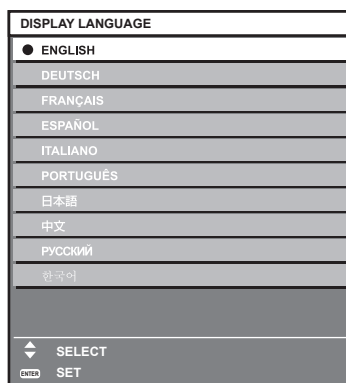 DISPLAY LANGUAGE
ENGLISH
DEUTSCH
FRANÇAIS
ESPAÑOL
ITALIANO
PORTUGUÊS
日本語
中文
РУССКИЙ
한국어
SELECT
ENTER SET